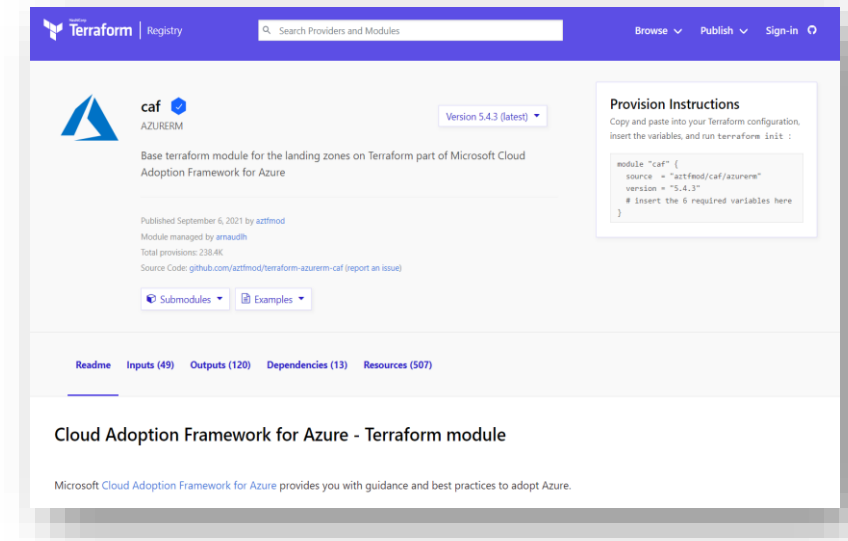 HashiCorp
Terraform | Registry
Search Providers and Modules
Browse
Publish
Sign-in
caf
AZURERM
Version 5.4.3 (latest)
Base terraform module for the landing zones on Terraform part of Microsoft Cloud
Adoption Framework for Azure
Published September 6, 2021 by aztfmod
Module managed by arnaudlh
Total provisions: 238.4K
Source Code: github.com/aztfmod/terraform-azurerm-caf (report an issue)
Submodules
Examples
Provision Instructions
Copy and paste into your Terraform configuration,
insert the variables, and run terraform init :
module "caf" {
source = "aztfmod/caf/azurerm"
version = "5.4.3"
# insert the 6 required variables here
}
Readme
Inputs (49)
Outputs (120)
Dependencies (13)
Resources (507)
Cloud Adoption Framework for Azure - Terraform module
Microsoft Cloud Adoption Framework for Azure provides you with guidance and best practices to adopt Azure.